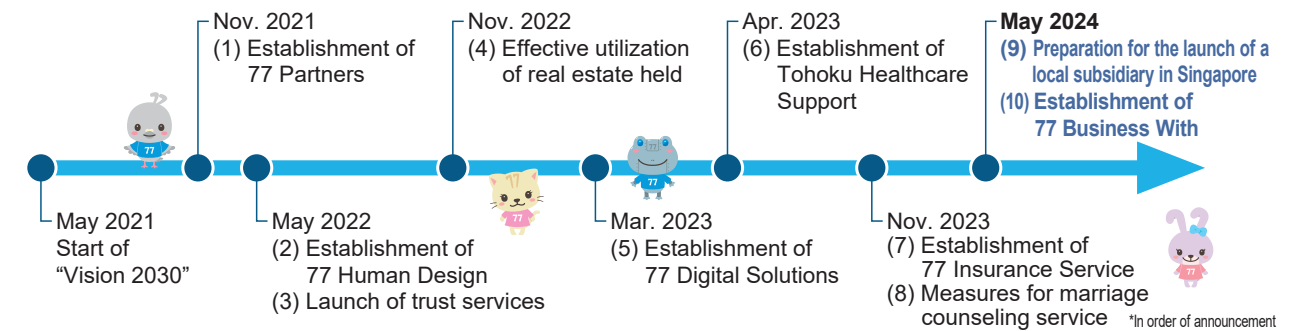 Nov. 2021
(1) Establishment of
77 Partners
Nov. 2022
(4) Effective utilization
of real estate held
Apr. 2023
(6) Establishment of
Tohoku Healthcare
Support
May 2024
(9) Preparation for the launch of a
local subsidiary in Singapore
(10) Establishment of
77 Business With
77
77
77
77
May 2021
Start of
“Vision 2030”
May 2022
(2) Establishment of
77 Human Design
(3) Launch of trust services
Mar. 2023
(5) Establishment of
77 Digital Solutions
Nov. 2023
(7) Establishment of
77 Insurance Service
(8) Measures for marriage
counseling service
*In order of announcement